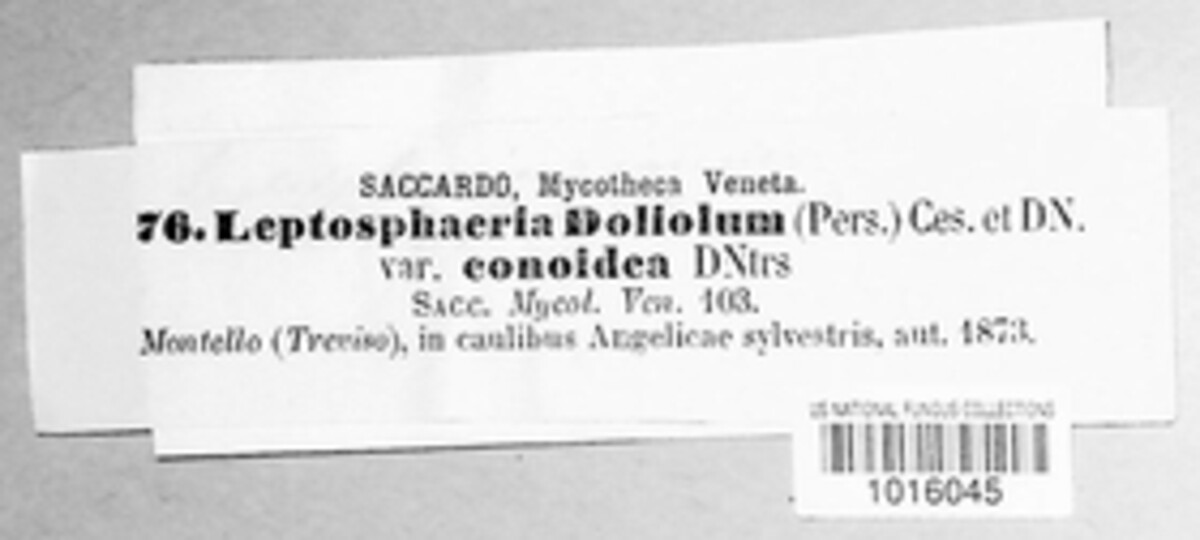 SACCARDO, Mycotheca Veneta.
76. Leptosphaeria Doliolum (Pers.) Ces. et DN.
var. conoidea DNtrs
SACC. Mycol. Ven. 103.
Montello (Treviso), in caulibus Angelicae sylvestris, aut. 1873.
US NATIONAL FUNGUS COLLECTIONS
1016045